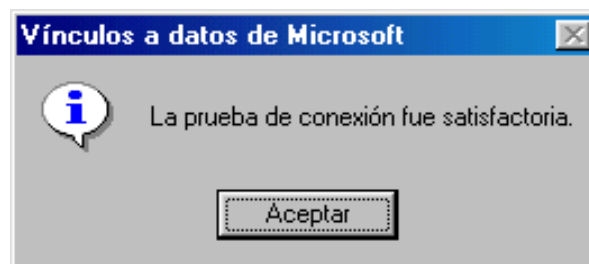 Vínculos a datos de Microsoft
La prueba de conexión fue satisfactoria.
Aceptar